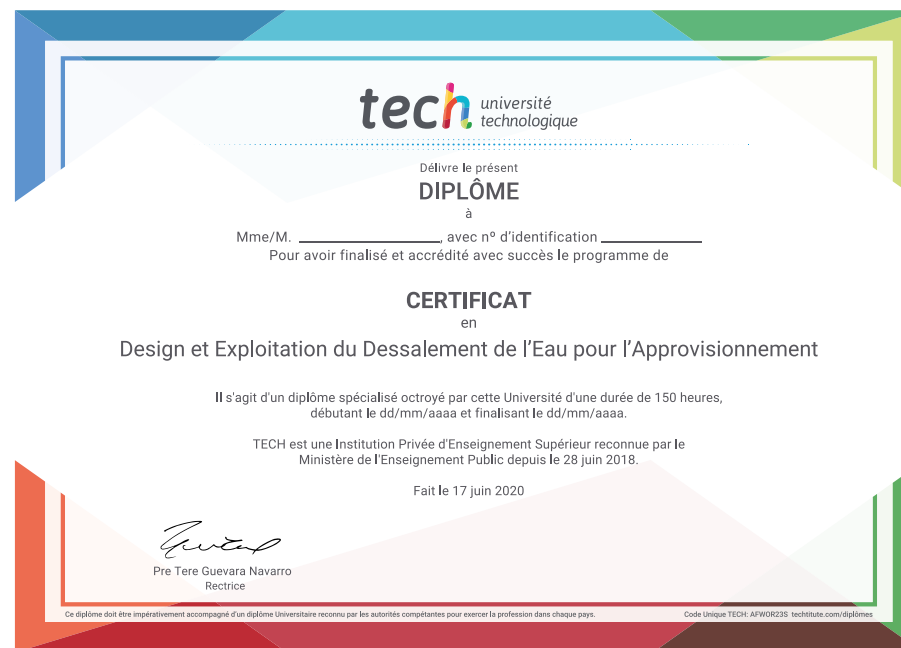 tech université
technologique
Délivre le présent
DIPLÔME
à
Mme/M. ____________________, avec nº d'identification ______________
Pour avoir finalisé et accrédité avec succès le programme de
CERTIFICAT
en
Design et Exploitation du Dessalement de l'Eau pour l'Approvisionnement
Il s'agit d'un diplôme spécialisé octroyé par cette Université d'une durée de 150 heures,
débutant le dd/mm/aaaa et finalisant le dd/mm/aaaa.
TECH est une Institution Privée d'Enseignement Supérieur reconnue par le
Ministère de l'Enseignement Public depuis le 28 juin 2018.
Fait le 17 juin 2020
Pre Tere Guevara Navarro
Rectrice
Ce diplôme doit être impérativement accompagné d'un diplôme Universitaire reconnu par les autorités compétentes pour exercer la profession dans chaque pays.
Code Unique TECH: AFWOR23S techtitute.com/diplômes